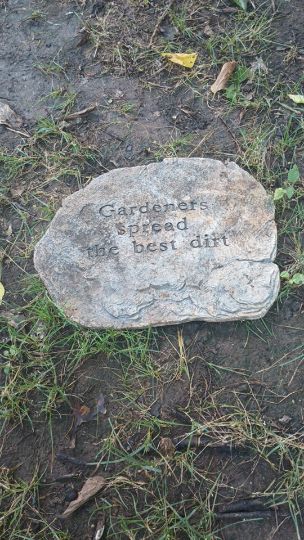 Gardeners
spread
the best dirt